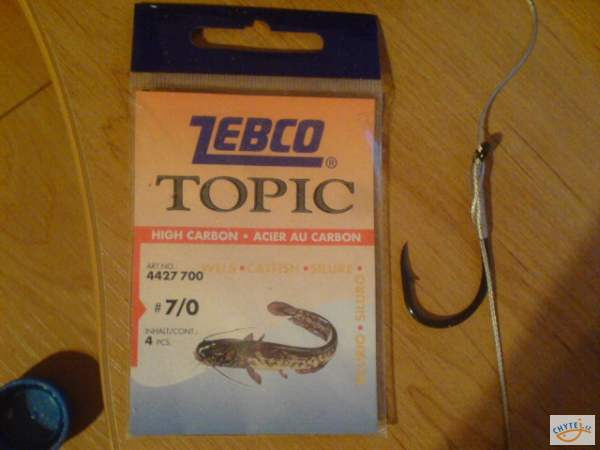 ZEBCO®
TOPIC
HIGH CARBON • ACIER AU CARBON
ART.NO.:
4427 700
WELS • CATFISH • SILURE •
SILURO •
# 7/0
INHALT/CONT.:
4 PCS.
CHYTEJ.CZ